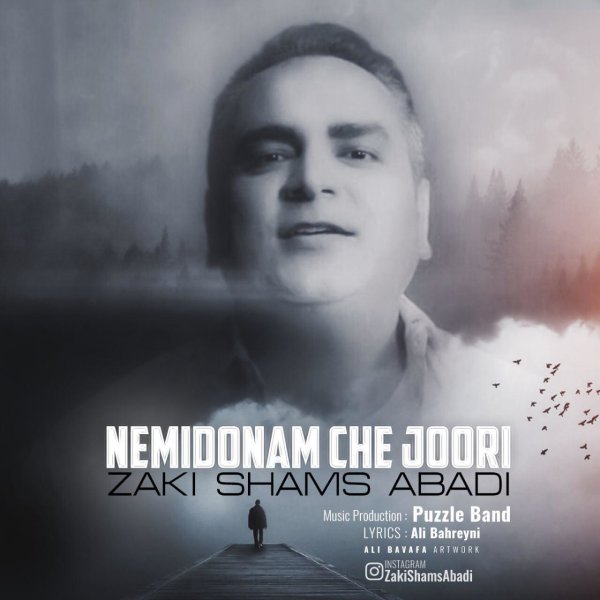 NEMIDONAM CHE JOORI
ZAKI SHAMS ABADI
Music Production : Puzzle Band
LYRICS : Ali Bahreyni
ALI BAVAFA ARTWORK
INSTAGRAM
ZakiShamsAbadi